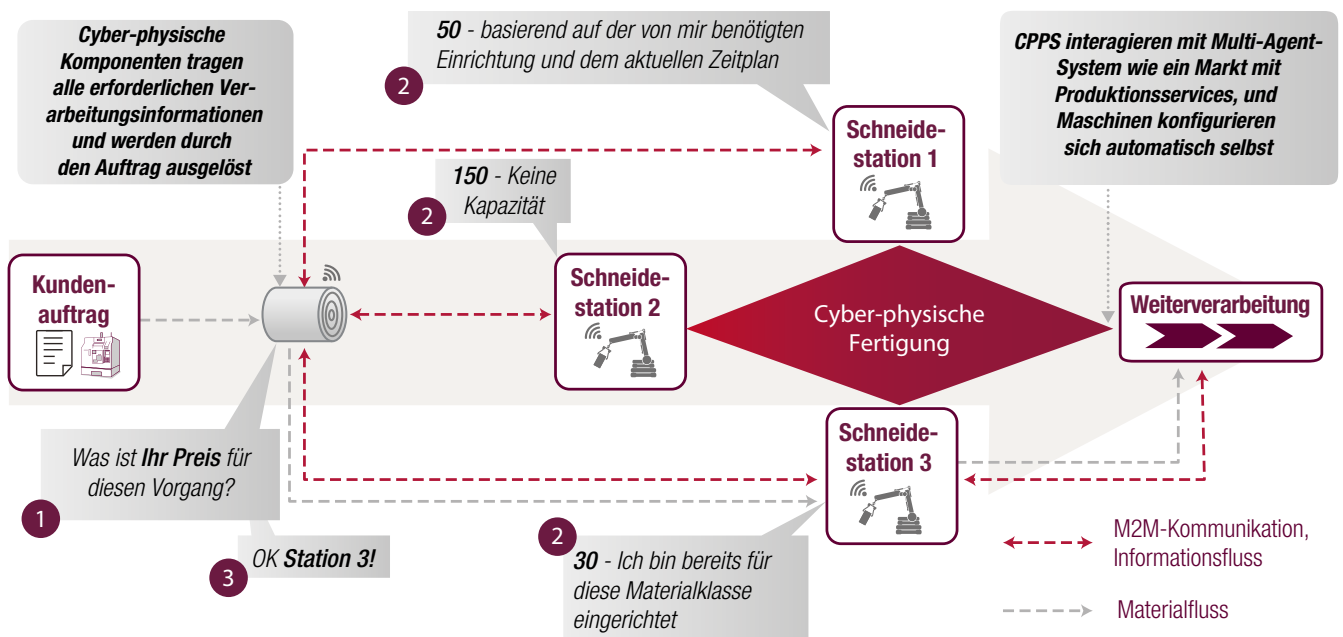 Cyber-physische
Komponenten tragen
alle erforderlichen Ver-
arbeitungsinformationen
und werden durch
den Auftrag ausgelöst
50 - basierend auf der von mir benötigten
Einrichtung und dem aktuellen Zeitplan
2
CPPS interagieren mit Multi-Agent-
System wie ein Markt mit
Produktionsservices, und
Maschinen konfigurieren
sich automatisch selbst
Schneide-
station 1
150 - Keine
Kapazität
2
Kunden-
auftrag
Schneide-
station 2
Cyber-physische
Fertigung
Weiterverarbeitung
Was ist Ihr Preis für
diesen Vorgang?
1
Schneide-
station 3
OK Station 3!
3
2
30 - Ich bin bereits für
diese Materialklasse
eingerichtet
M2M-Kommunikation,
Informationsfluss
Materialfluss